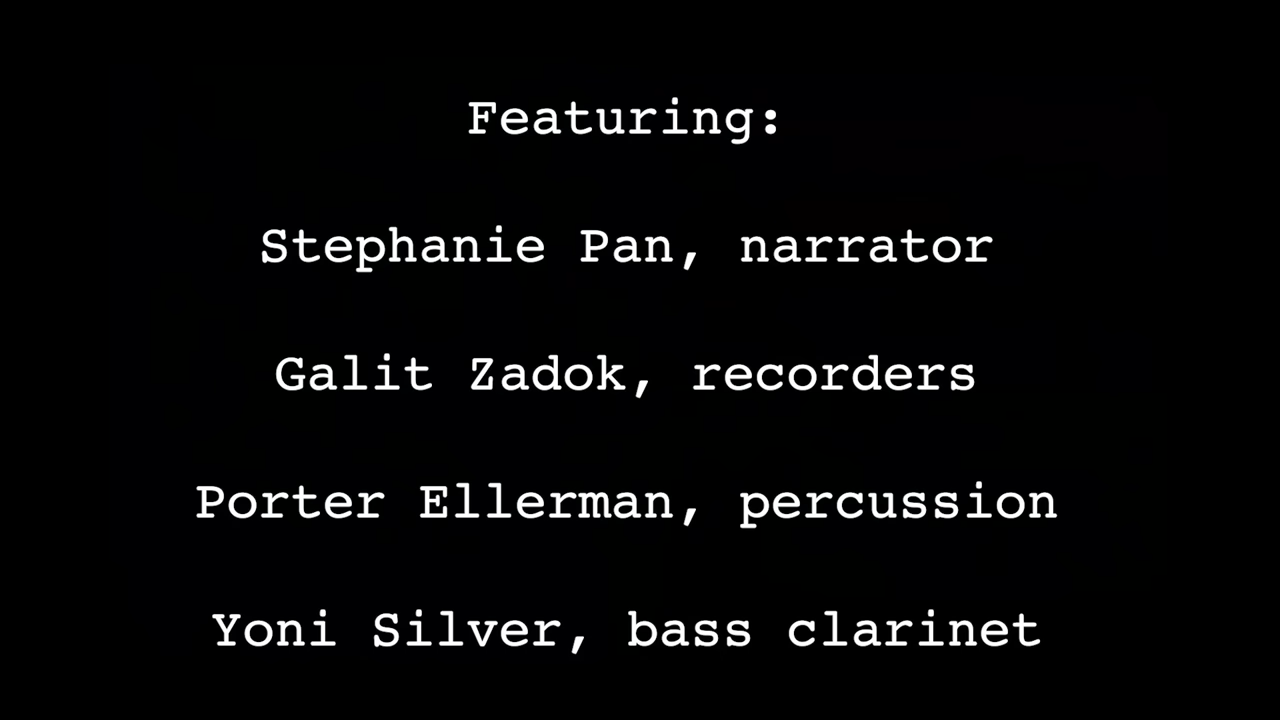 Featuring:
Stephanie Pan, narrator
Galit Zadok, recorders
Porter Ellerman, percussion
Yoni Silver, bass clarinet